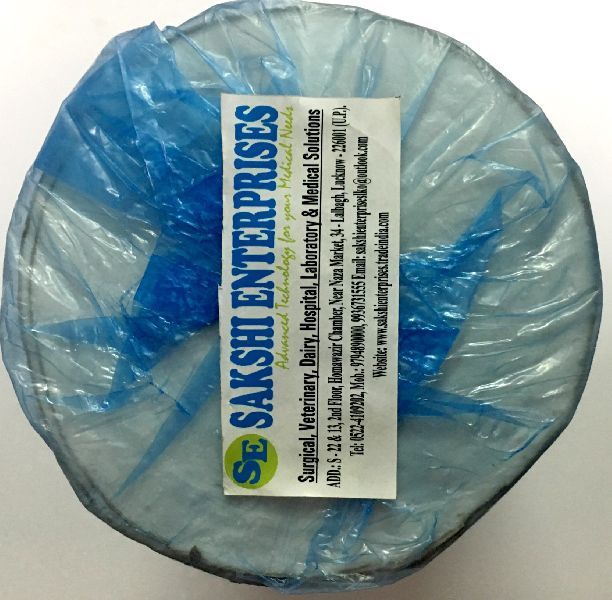 SE SAKSHI ENTERPRISES
Advanced Technology for your Medical Needs
Surgical, Veterinary, Dairy, Hospital, Laboratory & Medical Solutions
ADD.: S - 22 & 13, 2nd Floor, Homawazir Chamber, Near Naza Market, 34 - Lalbagh, Lucknow - 226001 (U.P.).
Tel: 0522-4109202, Mob.: 9794890000, 9936731555 Email: sakshienterpriseslko@outlook.com
Website: www.sakshienterprises.tradeindia.com